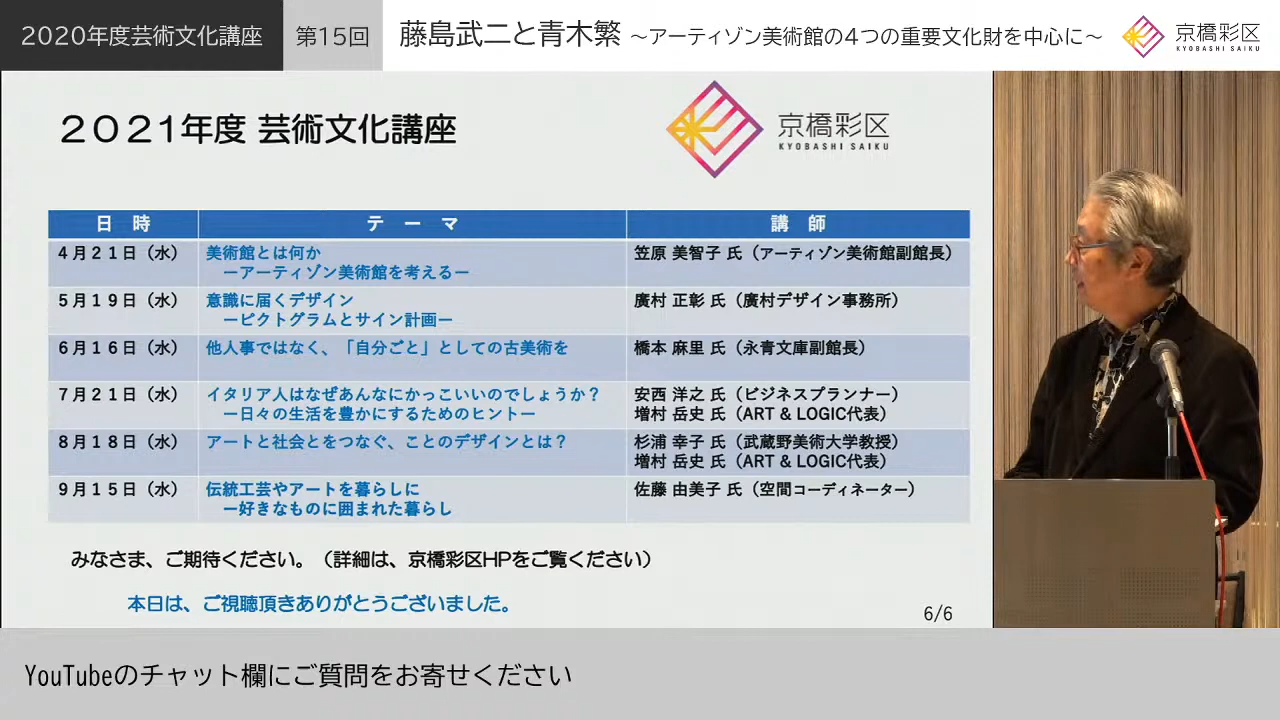 2020年度芸術文化講座
第15回
藤島武二と青木繁 ～アーティゾン美術館の4つの重要文化財を中心に～
京橋彩区
KYOBASHI SAIKU
2021年度 芸術文化講座
京橋彩区
KYOBASHI SAIKU
日 時 テ ー マ 講 師
4月21日（水） 美術館とは何か 笠原 美智子 氏（アーティゾン美術館副館長）
ーアーティゾン美術館を考えるー
5月19日（水） 意識に届くデザイン 廣村 正彰 氏（廣村デザイン事務所）
ーピクトグラムとサイン計画ー
6月16日（水） 他人事ではなく、「自分ごと」としての古美術を 橋本 麻里 氏（永青文庫副館長）
7月21日（水） イタリア人はなぜあんなにかっこいいのでしょうか？ 安西 洋之 氏（ビジネスプランナー）
ー日々の生活を豊かにするためのヒントー 増村 岳史 氏（ART & LOGIC代表）
8月18日（水） アートと社会とをつなぐ、ことのデザインとは？ 杉浦 幸子 氏（武蔵野美術大学教授）
増村 岳史 氏（ART & LOGIC代表）
9月15日（水） 伝統工芸やアートを暮らしに 佐藤 由美子 氏（空間コーディネーター）
ー好きなものに囲まれた暮らし
みなさま、ご期待ください。（詳細は、京橋彩区HPをご覧ください）
本日は、ご視聴頂きありがとうございました。
6/6
YouTubeのチャット欄にご質問をお寄せください